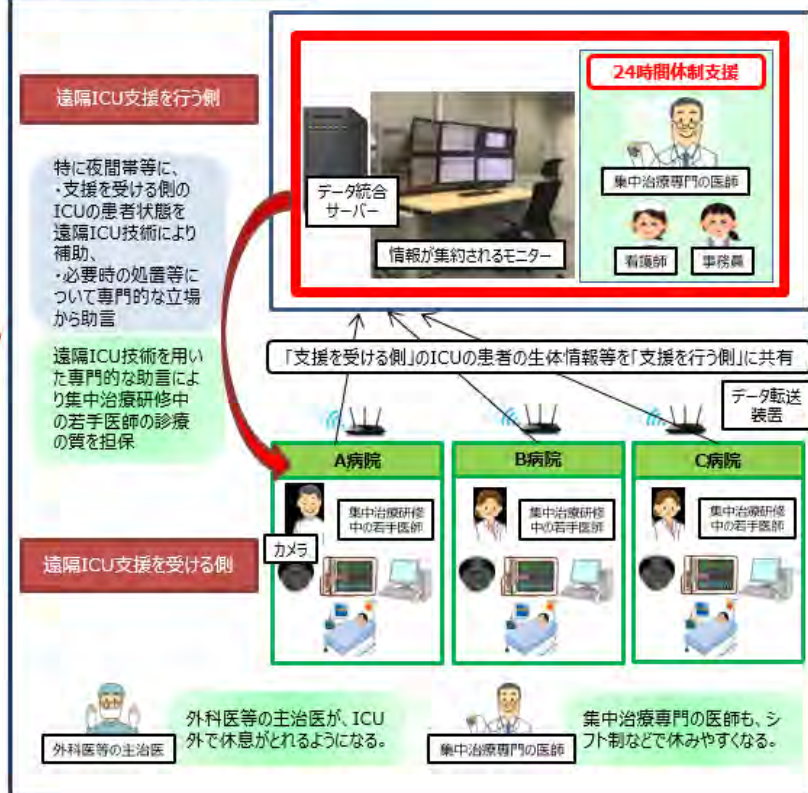 遠隔ICU支援を行う側
24時間体制支援
集中治療専門の医師
看護師
事務員
データ統合
サーバー
情報が集約されるモニター
特に夜間帯等に、
・支援を受ける側の
ICUの患者状態を
遠隔ICU技術により
補助、
・必要時の処置等に
ついて専門的な立場
から助言
遠隔ICU技術を用い
た専門的な助言によ
り集中治療研修中
の若手医師の診療
の質を担保
「支援を受ける側」のICUの患者の生体情報等を「支援を行う側」に共有
データ転送
装置
A病院
B病院
C病院
集中治療研修
中の若手医師
集中治療研修
中の若手医師
集中治療研修
中の若手医師
カメラ
遠隔ICU支援を受ける側
外科医等の主治医
外科医等の主治医が、ICU
外で休息がとれるようになる。
集中治療専門の医師
集中治療専門の医師も、シ
フト制などで休みやすくなる。